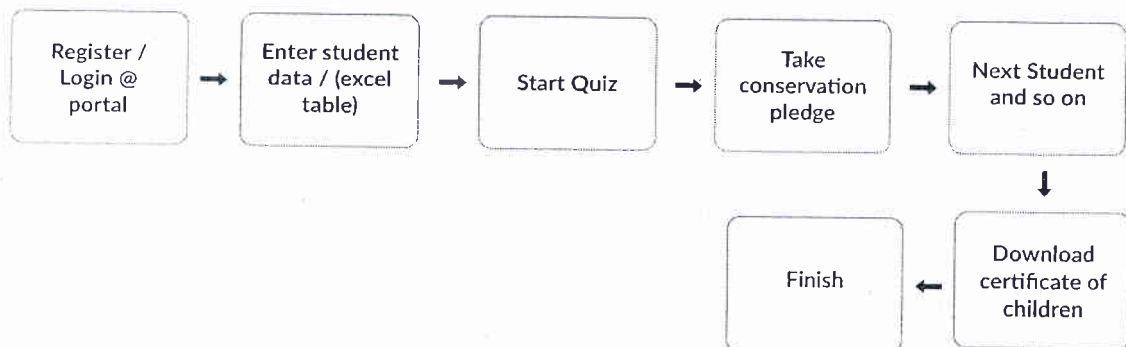 Register /
Login @
portal
Enter student
data / (excel
table)
Start Quiz
Take
conservation
pledge
Next Student
and so on
Download
certificate of
children
Finish